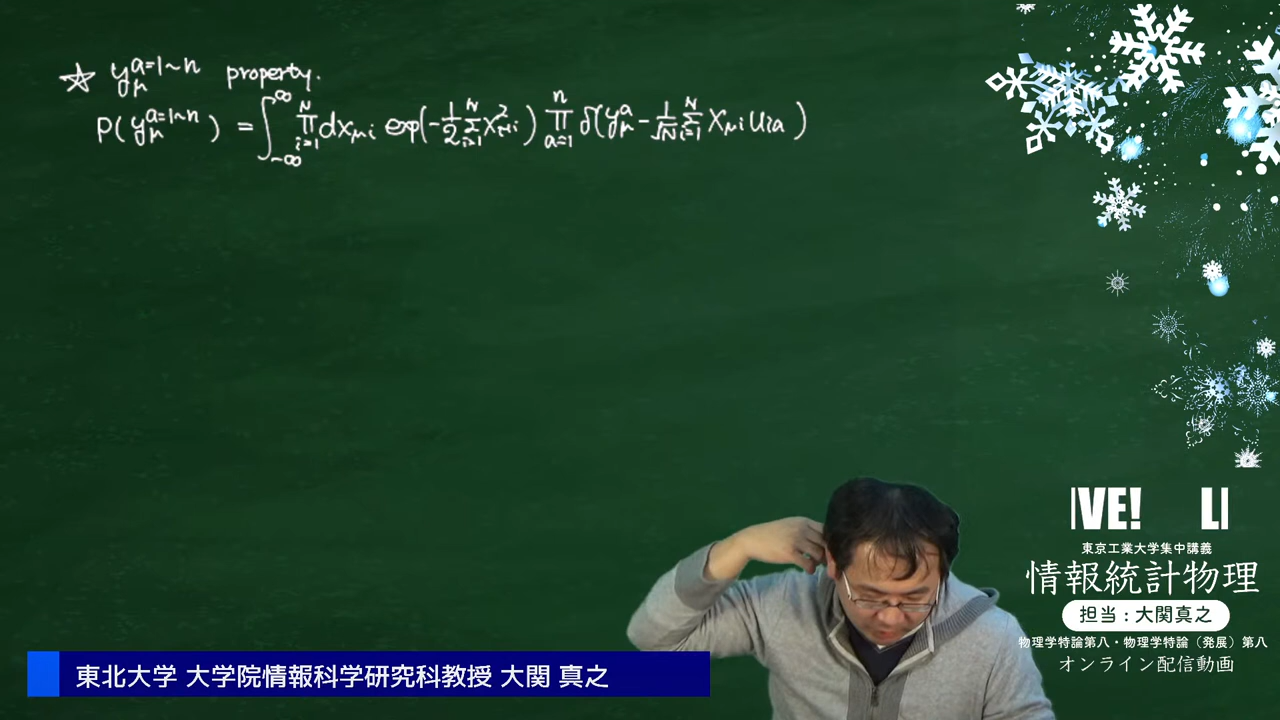 ☆ y_μ^{a=1~n} property.
P(y_μ^{a=1~n}) = ∫_{-∞}^{∞} Π_{i=1}^{N} dx_{μi} exp(-1/2 Σ_{i=1}^{N} x_{μi}^2) Π_{a=1}^{n} δ(y_μ^a - 1/√N Σ_{i=1}^{N} x_{μi} u_{ia})
IVE! LI
東京工業大学集中講義
情報統計物理
担当:大関真之
物理学特論第八・物理学特論(発展)第八
オンライン配信動画
東北大学 大学院情報科学研究科教授 大関 真之